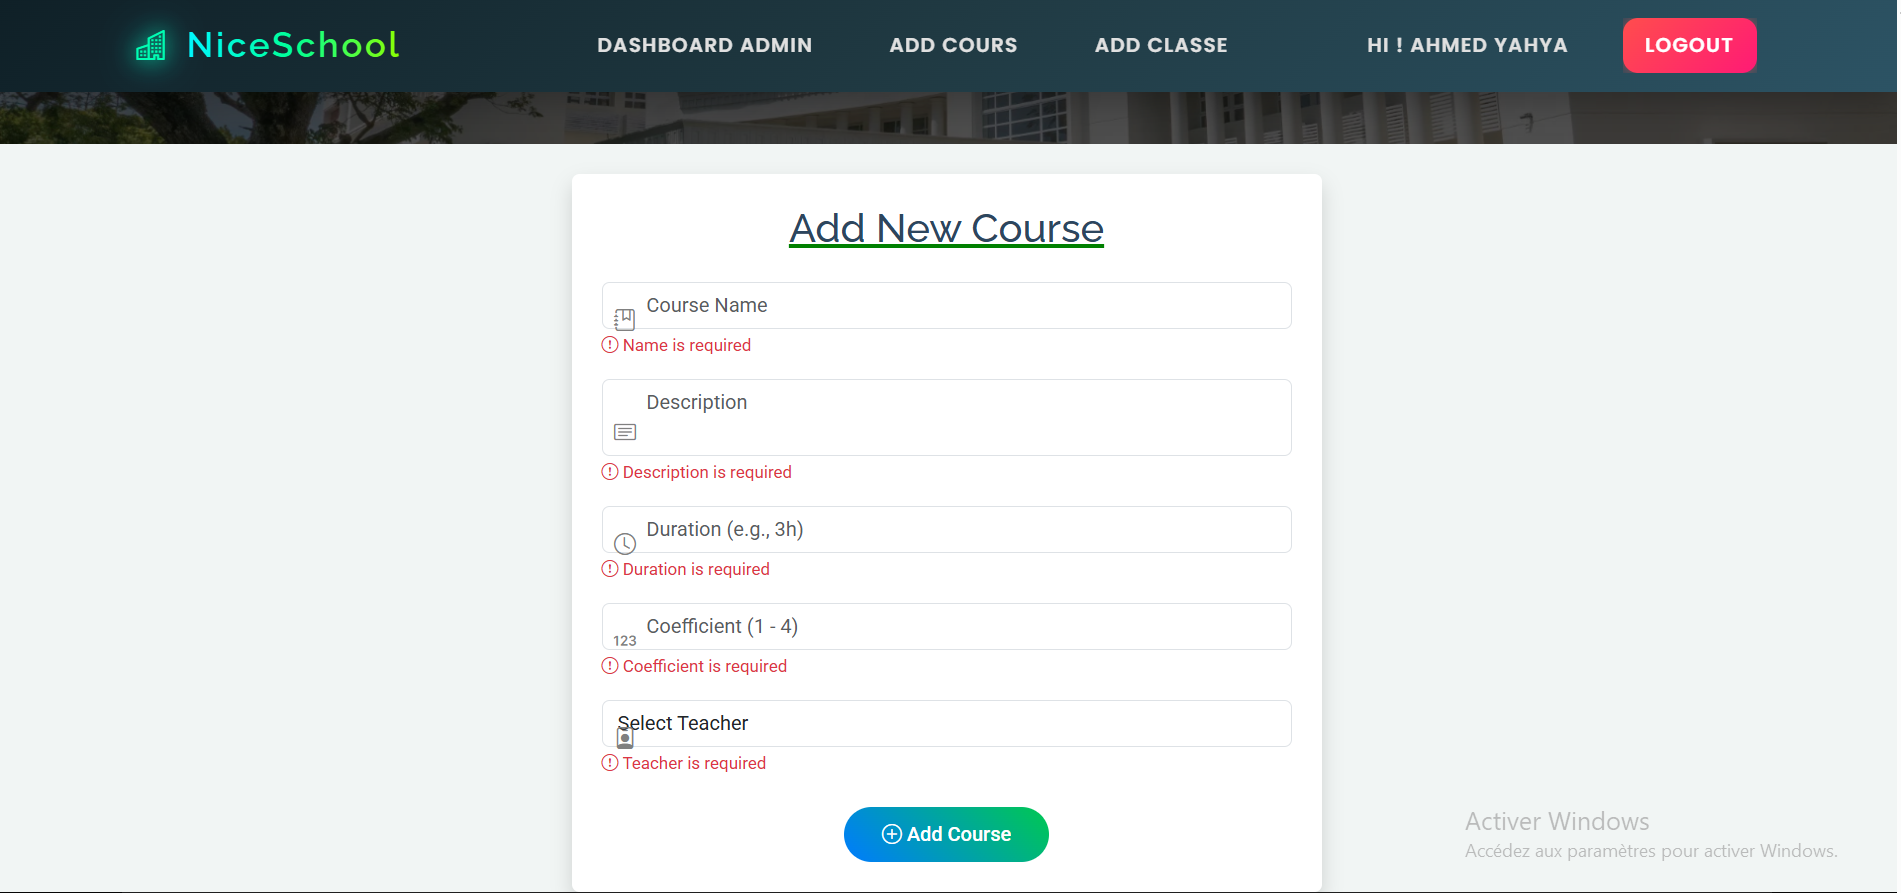 NiceSchool
DASHBOARD ADMIN
ADD COURS
ADD CLASSE
HI ! AHMED YAHYA
LOGOUT
Add New Course
Course Name
Name is required
Description
Description is required
Duration (e.g., 3h)
Duration is required
123 Coefficient (1 - 4)
Coefficient is required
Select Teacher
Teacher is required
Add Course
Activer Windows
Accédez aux paramètres pour activer Windows.